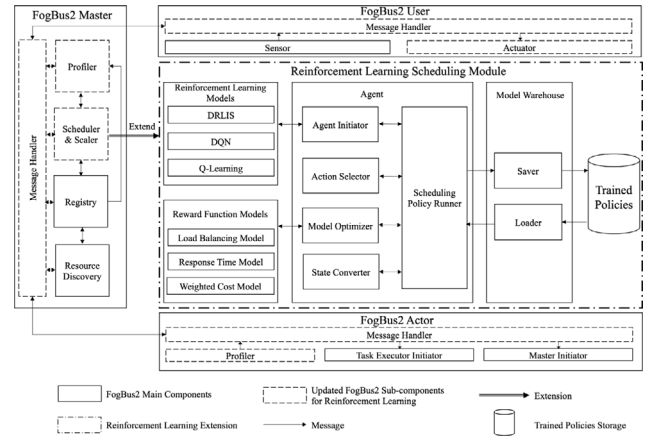 FogBus2 Master
Message Handler
Profiler
Scheduler
& Scaler
Registry
Resource
Discovery
Extend
FogBus2 User
Message Handler
Sensor
Actuator
Reinforcement Learning Scheduling Module
Reinforcement Learning
Models
DRLIS
DQN
Q-Learning
Reward Function Models
Load Balancing Model
Response Time Model
Weighted Cost Model
Agent
Agent Initiator
Action Selector
Model Optimizer
State Converter
Scheduling
Policy Runner
Model Warehouse
Saver
Loader
Trained
Policies
FogBus2 Actor
Message Handler
Profiler
Task Executor Initiator
Master Initiator
FogBus2 Main Components
Updated FogBus2 Sub-components
for Reinforcement Learning
Extension
Reinforcement Learning Extension
Message
Trained Policies Storage